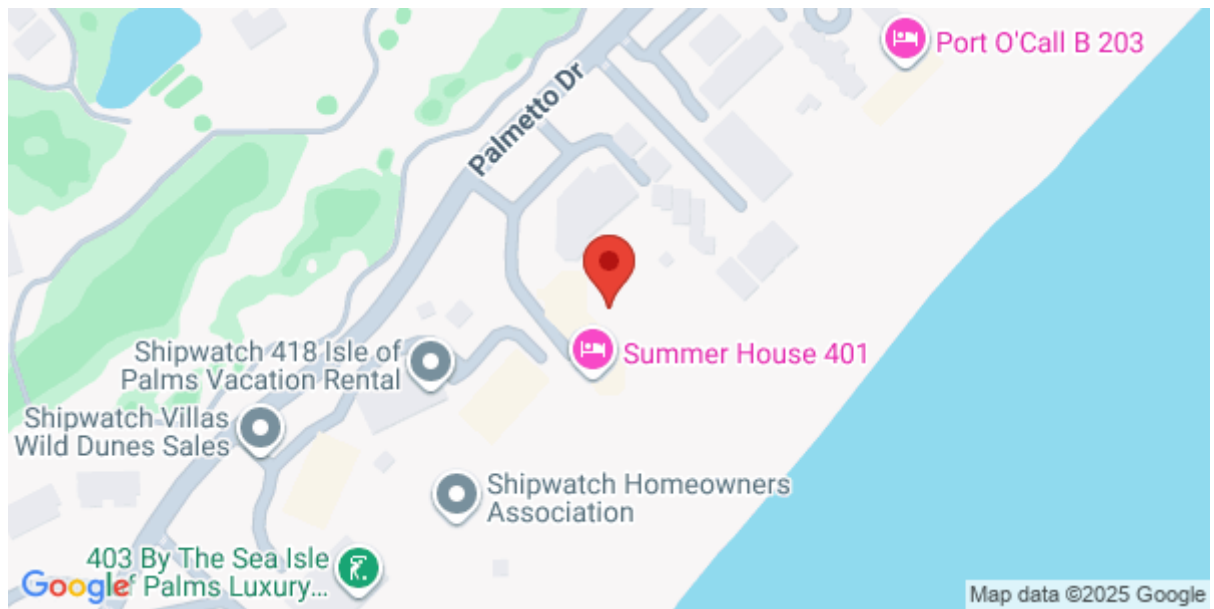 Port O'Call B 203
Palmetto Dr
Summer House 401
Shipwatch 418 Isle of
Palms Vacation Rental
Shipwatch Villas
Wild Dunes Sales
Shipwatch Homeowners
Association
403 By The Sea Isle
of Palms Luxury...
Google
Map data ©2025 Google